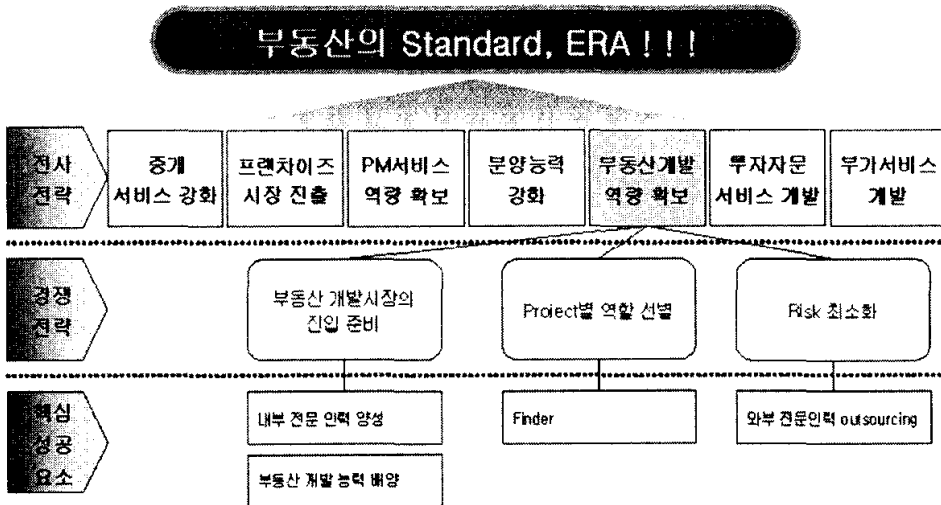 부동산의 Standard, ERA ! ! !
전사
전략
중개
서비스 강화
프랜차이즈
시장 진출
PM서비스
역량 확보
분양능력
강화
부동산개발
역량 확보
투자자문
서비스 개발
부가서비스
개발
경쟁
전략
부동산 개발시장의
진입 준비
Project별 역할 선별
Risk 최소화
핵심
성공
요소
내부 전문 인력 양성
부동산 개발 능력 배양
Finder
외부 전문인력 outsourcing